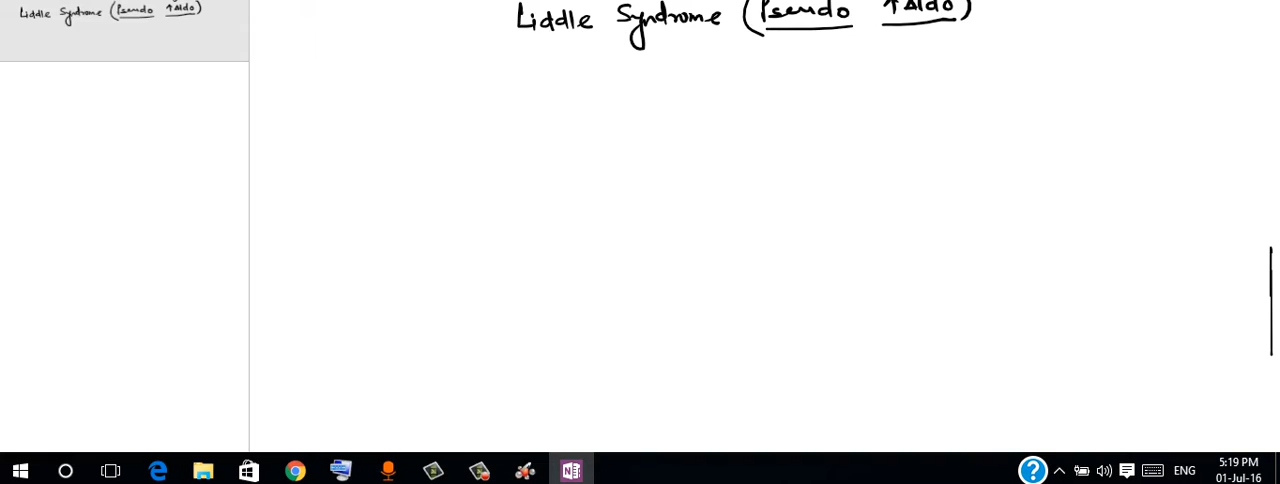 Liddle Syndrome (Pseudo ↑Aldo)
Liddle Syndrome (Pseudo ↑Aldo)
ENG
5:19 PM
01-Jul-16